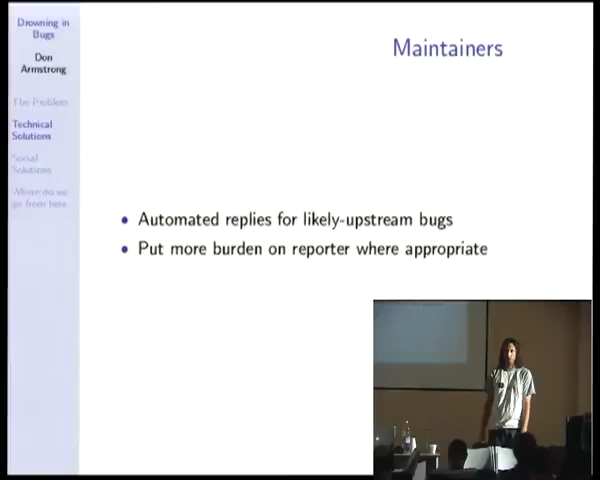 Drowning in
Bugs
Don
Armstrong
The Problem
Technical
Solutions
Social
Solutions
Where do we
go from here
Maintainers
• Automated replies for likely-upstream bugs
• Put more burden on reporter where appropriate